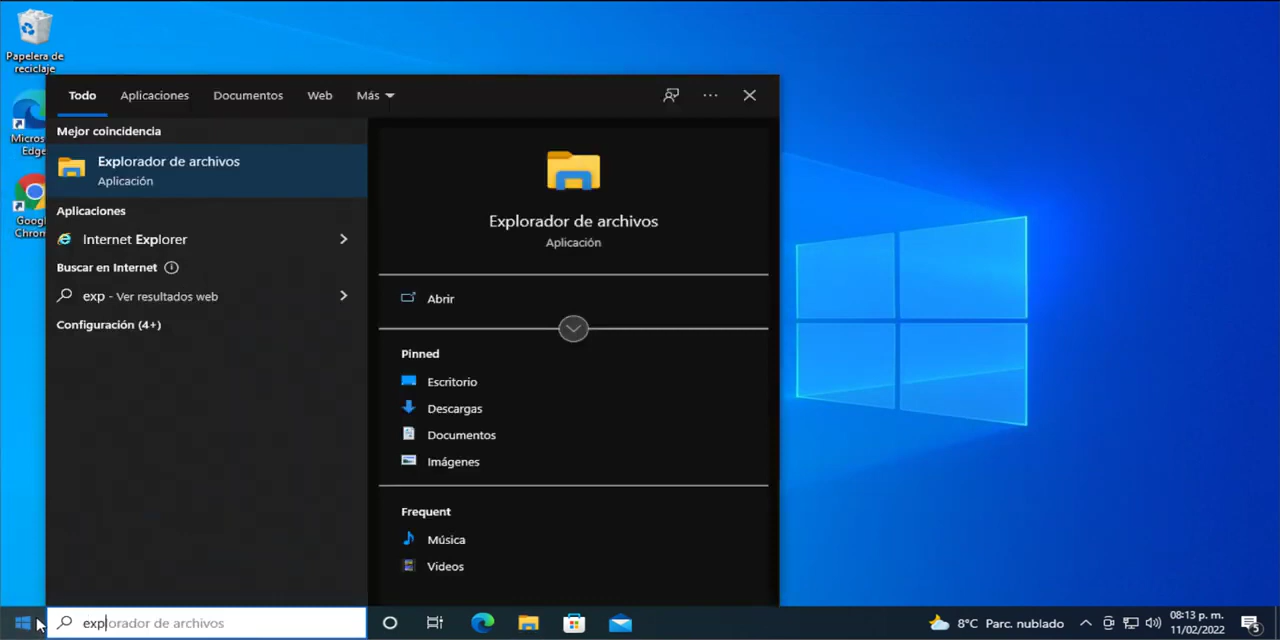 Papelera de
reciclaje
Micros
Edge
Googl
Chrom
Todo
Aplicaciones
Documentos
Web
Más
Mejor coincidencia
Explorador de archivos
Aplicación
Aplicaciones
Internet Explorer
Buscar en Internet
exp - Ver resultados web
Configuración (4+)
Explorador de archivos
Aplicación
Abrir
Pinned
Escritorio
Descargas
Documentos
Imágenes
Frequent
Música
Videos
explorador de archivos
8°C Parc. nublado
08:13 p. m.
11/02/2022
5